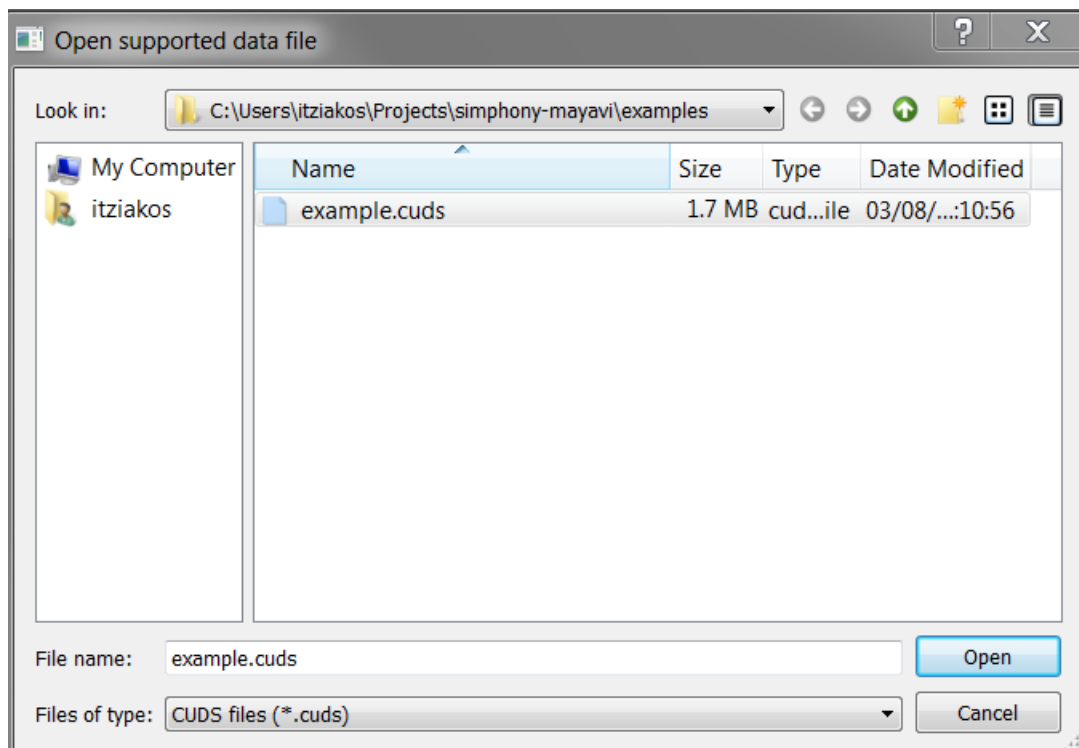 Open supported data file
Look in: C:\Users\itziakos\Projects\simphony-mayavi\examples
My Computer
itziakos
Name Size Type Date Modified
example.cuds 1.7 MB cud...ile 03/08/...:10:56
File name: example.cuds Open
Files of type: CUDS files (*.cuds) Cancel